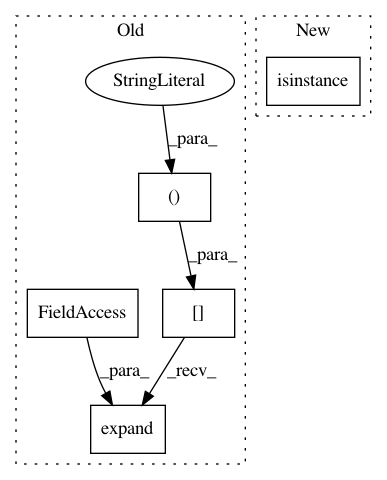 Old
New
StringLiteral
isinstance
_para_
()
_para_
FieldAccess
[]
_para_
_recv_
expand